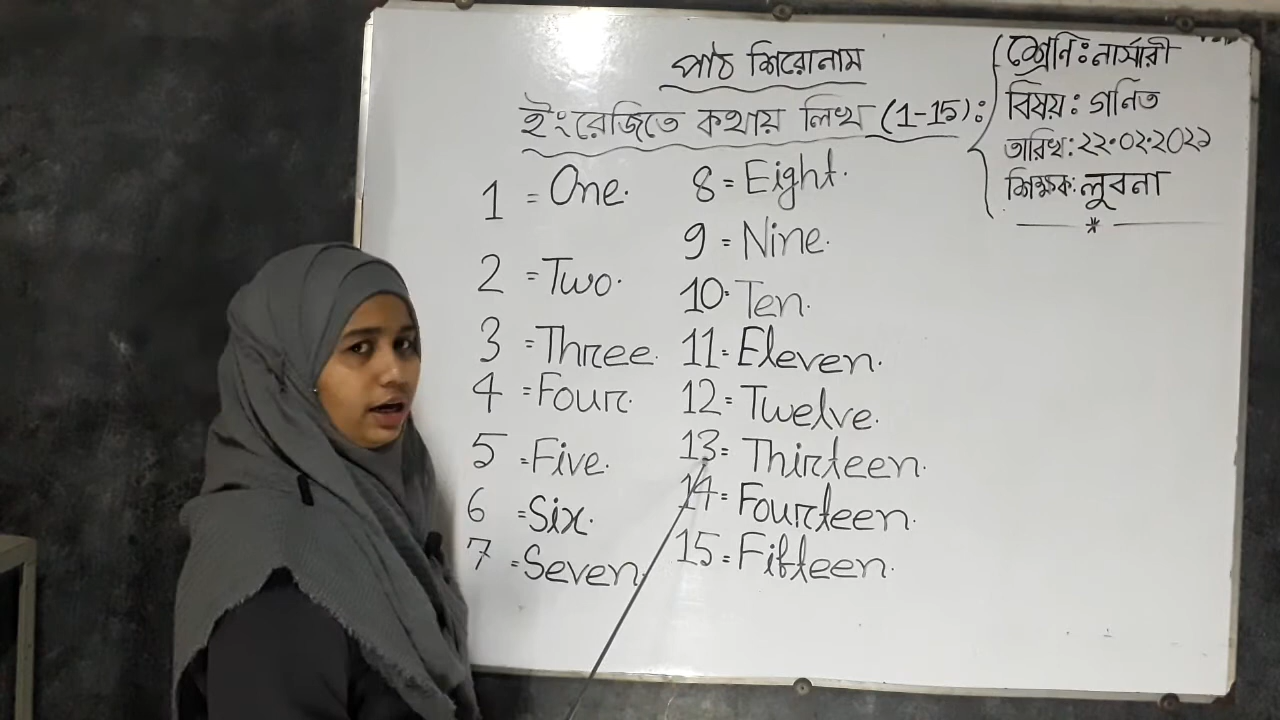 পাঠ শিরোনাম
ইংরেজিতে কথায় লিখ (1-15):
1 = One.
2 = Two.
3 = Three.
4 = Four.
5 = Five.
6 = Six.
7 = Seven.
8 = Eight.
9 = Nine.
10. Ten.
11 = Eleven.
12 = Twelve.
13 = Thirteen.
14 = Fourteen.
15 = Fifteen.
শ্রেণিঃ নার্সারী
বিষয়: গনিত
তারিখ: ২২.০২.২০২১
শিক্ষক: লুবনা